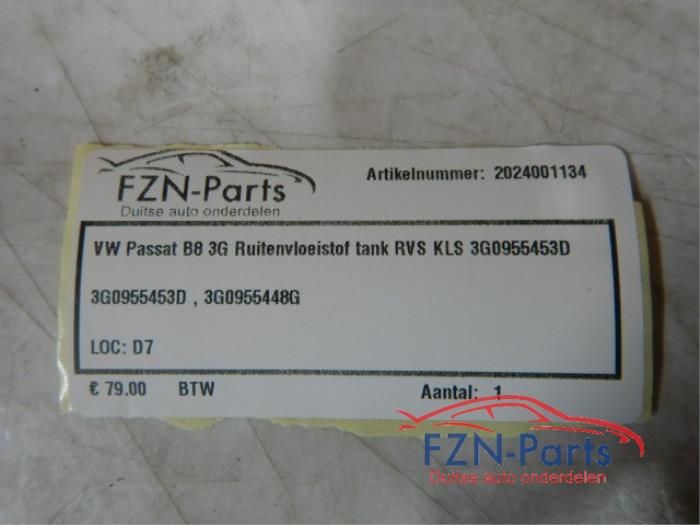 FZN-Parts
Duitse auto onderdelen
Artikelnummer: 2024001134
VW Passat B8 3G Ruitenvloeistof tank RVS KLS 3G0955453D
3G0955453D , 3G0955448G
LOC: D7
€ 79.00 BTW Aantal: 1
FZN-Parts
Duitse auto onderdelen